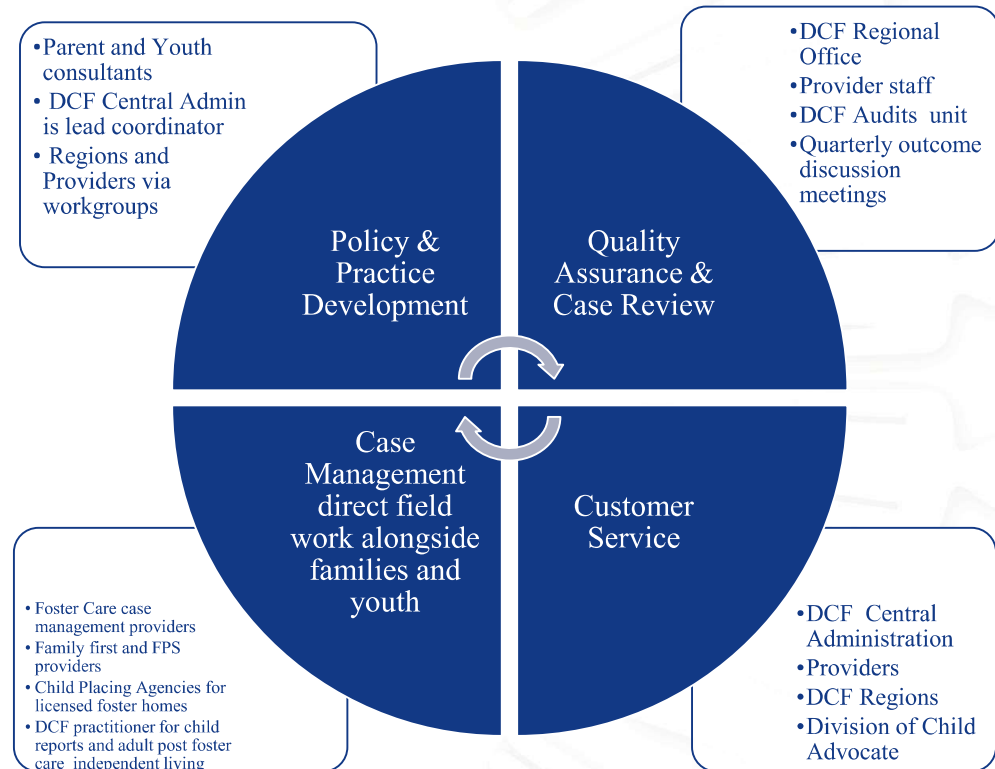 •Parent and Youth
consultants
• DCF Central Admin
is lead coordinator
• Regions and
Providers via
workgroups
•DCF Regional
Office
•Provider staff
•DCF Audits unit
•Quarterly outcome
discussion
meetings
Policy &
Practice
Development
Quality
Assurance &
Case Review
Case
Management
direct field
work alongside
families and
youth
Customer
Service
• Foster Care case
management providers
• Family first and FPS
providers
• Child Placing Agencies for
licensed foster homes
• DCF practitioner for child
reports and adult post foster
care independent living
•DCF Central
Administration
•Providers
•DCF Regions
•Division of Child
Advocate